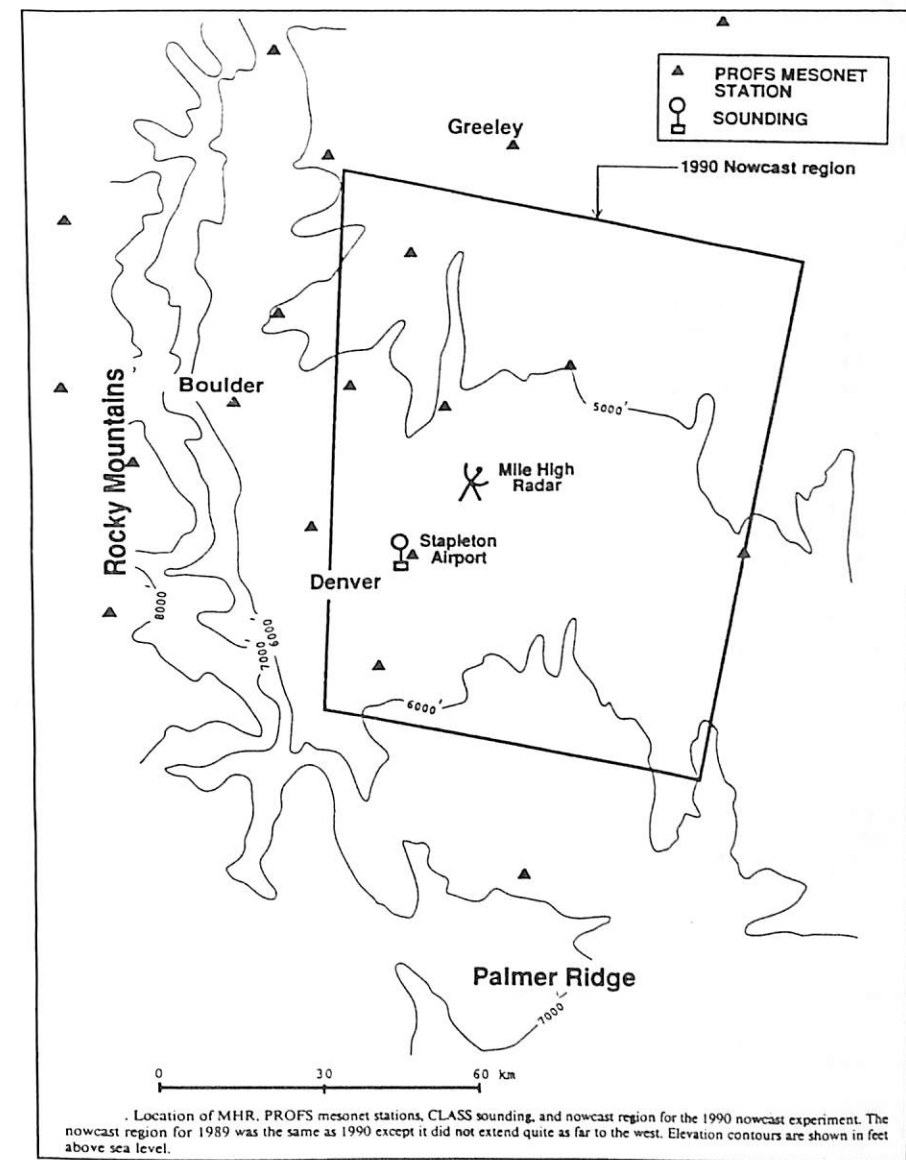 PROFS MESONET
STATION
SOUNDING
Greeley
1990 Nowcast region
Rocky Mountains
Boulder
5000'
Mile High
Radar
Stapleton
Airport
Denver
8000'
7000'
6000'
6000'
Palmer Ridge
7000'
0 30 60 km
. Location of MHR, PROFS mesonet stations, CLASS sounding, and nowcast region for the 1990 nowcast experiment. The
nowcast region for 1989 was the same as 1990 except it did not extend quite as far to the west. Elevation contours are shown in feet
above sea level.